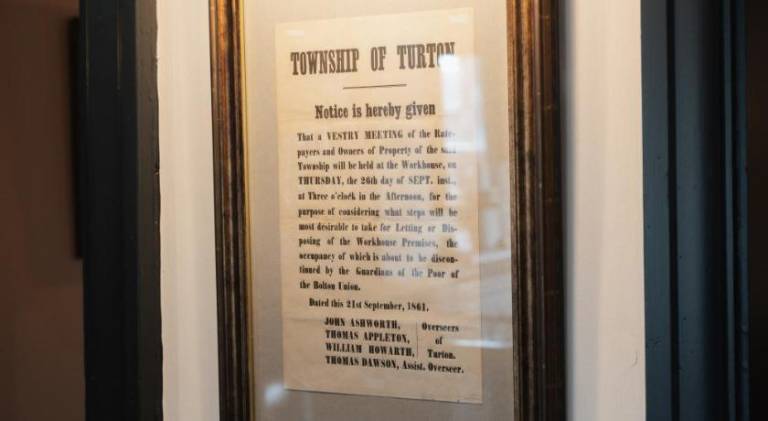 TOWNSHIP OF TURTON
Notice is hereby given
That a VESTRY MEETING of the Rate-
payers and Owners of Property of the said
Township will be held at the Workhouse, on
THURSDAY, the 26th day of SEPT. inst.,
at Three o'clock in the Afternoon, for the
purpose of considering what steps will be
most desirable to take for Letting or Dis-
posing of the Workhouse Premises, the
occupancy of which is about to be discon-
tinued by the Guardians of the Poor of
the Bolton Union.
Dated this 21st September, 1861.
JOHN ASHWORTH,
THOMAS APPLETON,
WILLIAM HOWARTH,
Overseers
of
Turton.
THOMAS DAWSON, Assist. Overseer.